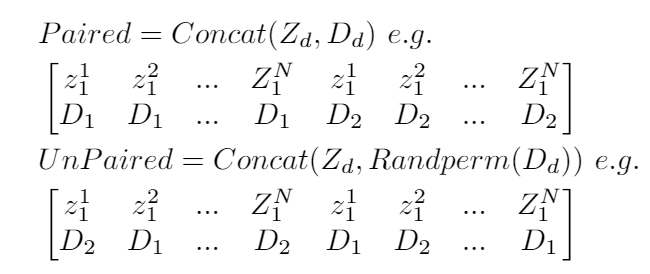 Paired = Concat(Z_d, D_d) e.g.
[ z_1^1 z_1^2 ... Z_1^N z_1^1 z_1^2 ... Z_1^N ]
[ D_1 D_1 ... D_1 D_2 D_2 ... D_2 ]
UnPaired = Concat(Z_d, Randperm(D_d)) e.g.
[ z_1^1 z_1^2 ... Z_1^N z_1^1 z_1^2 ... Z_1^N ]
[ D_2 D_1 ... D_2 D_1 D_2 ... D_1 ]